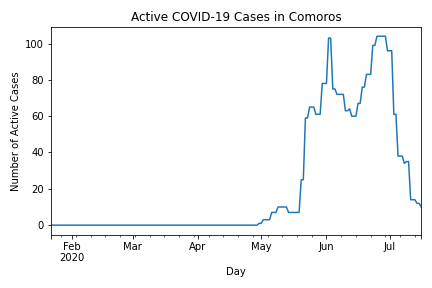 Active COVID-19 Cases in Comoros
Number of Active Cases
100
80
60
40
20
0
Feb Mar Apr May Jun Jul
2020
Day